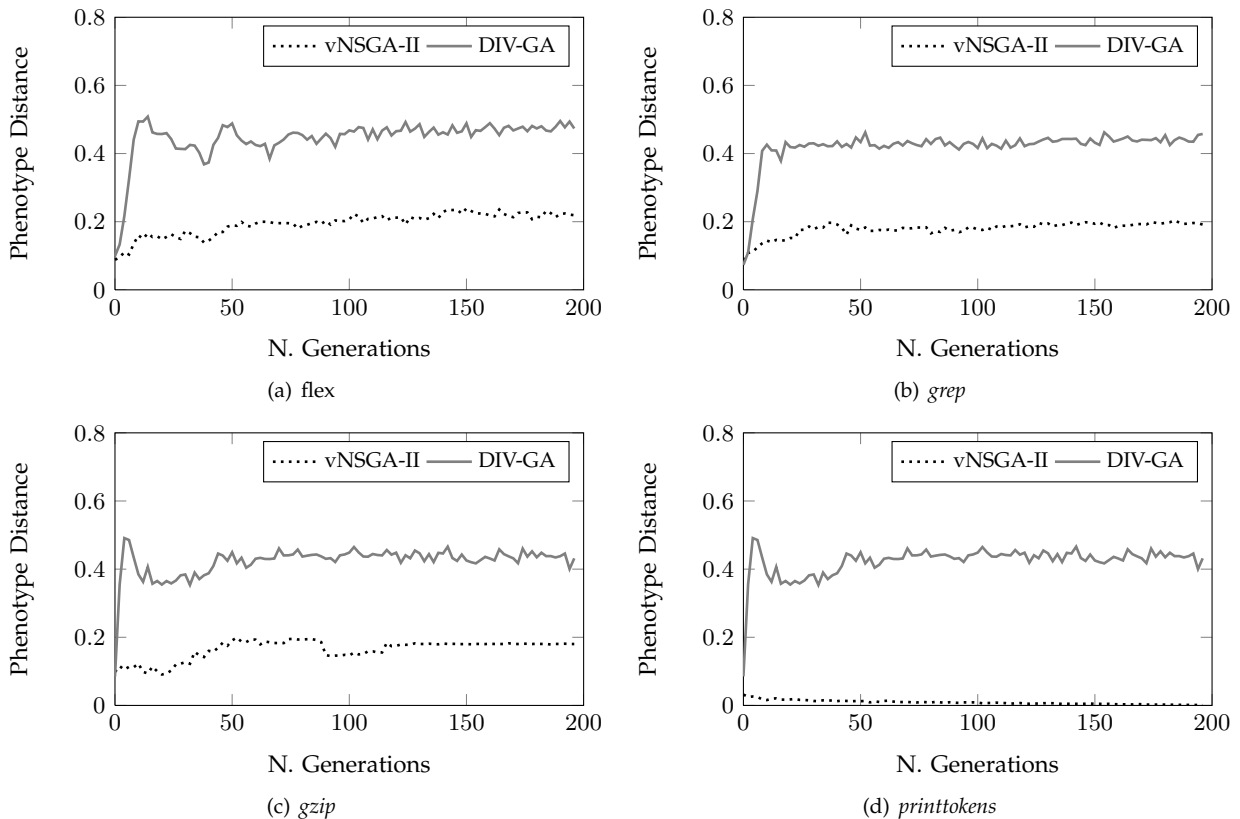 0.8
0.6
0.4
0.2
0
Phenotype Distance
vNSGA-II DIV-GA
0 50 100 150 200
N. Generations
(a) flex
0.8
0.6
0.4
0.2
0
Phenotype Distance
vNSGA-II DIV-GA
0 50 100 150 200
N. Generations
(b) grep
0.8
0.6
0.4
0.2
0
Phenotype Distance
vNSGA-II DIV-GA
0 50 100 150 200
N. Generations
(c) gzip
0.8
0.6
0.4
0.2
0
Phenotype Distance
vNSGA-II DIV-GA
0 50 100 150 200
N. Generations
(d) printtokens